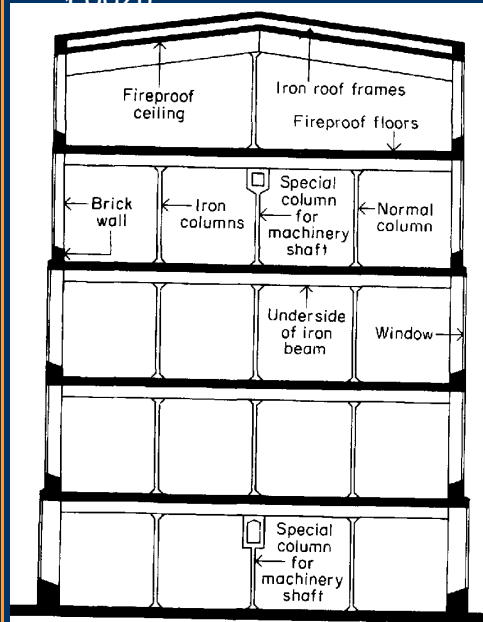 Fireproof
ceiling
Iron roof frames
Fireproof floors
Brick
wall
Iron
columns
Special
column
for
machinery
shaft
Normal
column
Underside
of iron
beam
Window
Special
column
for
machinery
shaft